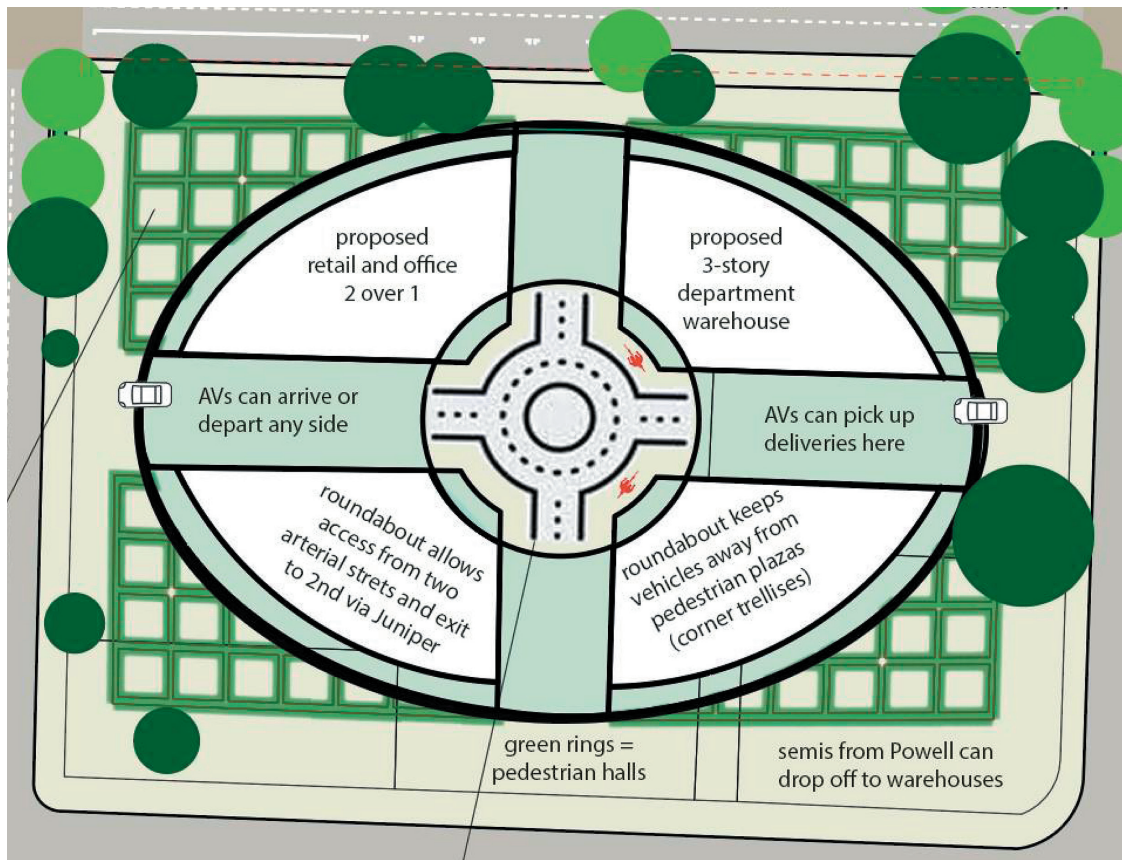 proposed
retail and office
2 over 1
proposed
3-story
department
warehouse
AVs can arrive or
depart any side
AVs can pick up
deliveries here
roundabout allows
access from two
arterial strets and exit
to 2nd via Juniper
roundabout keeps
vehicles away from
pedestrian plazas
(corner trellises)
green rings =
pedestrian halls
semis from Powell can
drop off to warehouses